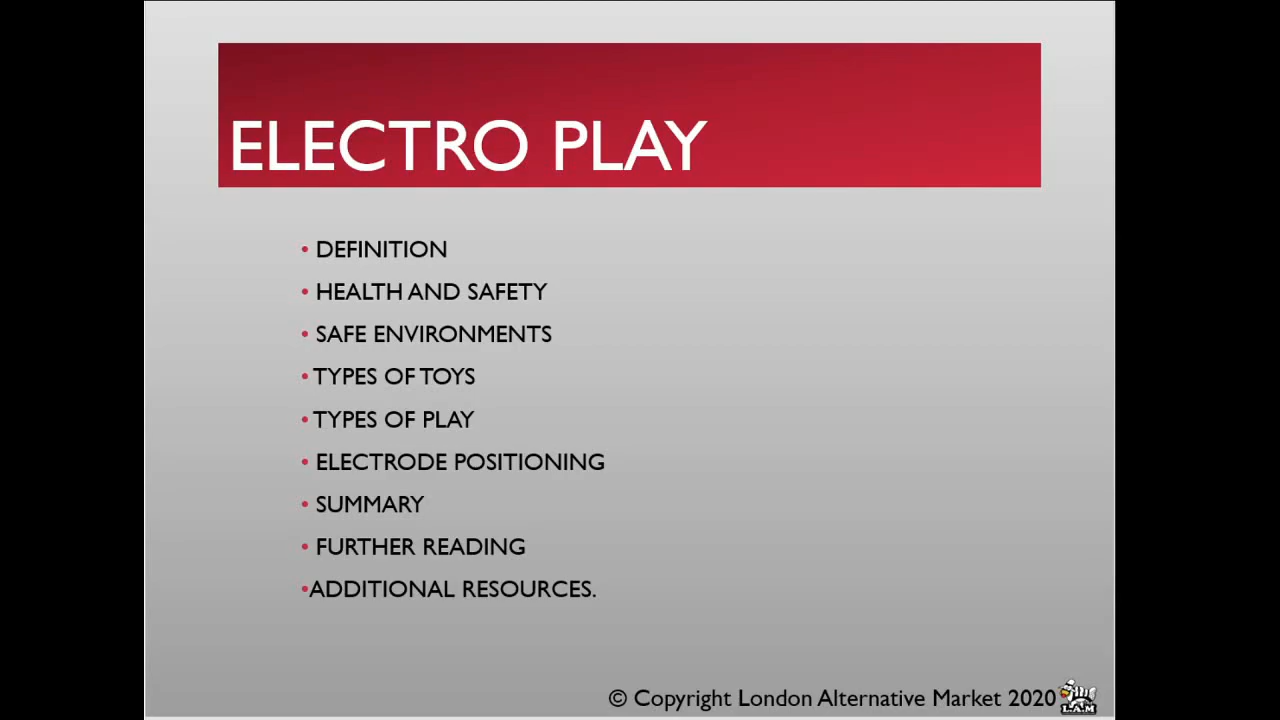 ELECTRO PLAY
• DEFINITION
• HEALTH AND SAFETY
• SAFE ENVIRONMENTS
• TYPES OF TOYS
• TYPES OF PLAY
• ELECTRODE POSITIONING
• SUMMARY
• FURTHER READING
•ADDITIONAL RESOURCES.
© Copyright London Alternative Market 2020
L.A.M